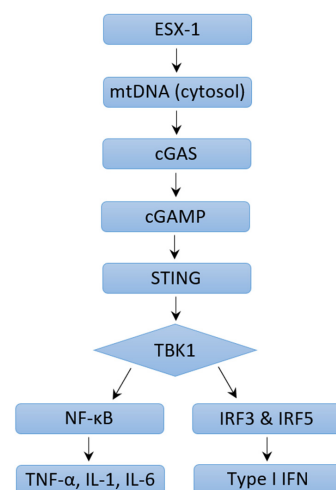 ESX-1
mtDNA (cytosol)
cGAS
cGAMP
STING
TBK1
NF-κB
IRF3 & IRF5
TNF-α, IL-1, IL-6
Type I IFN